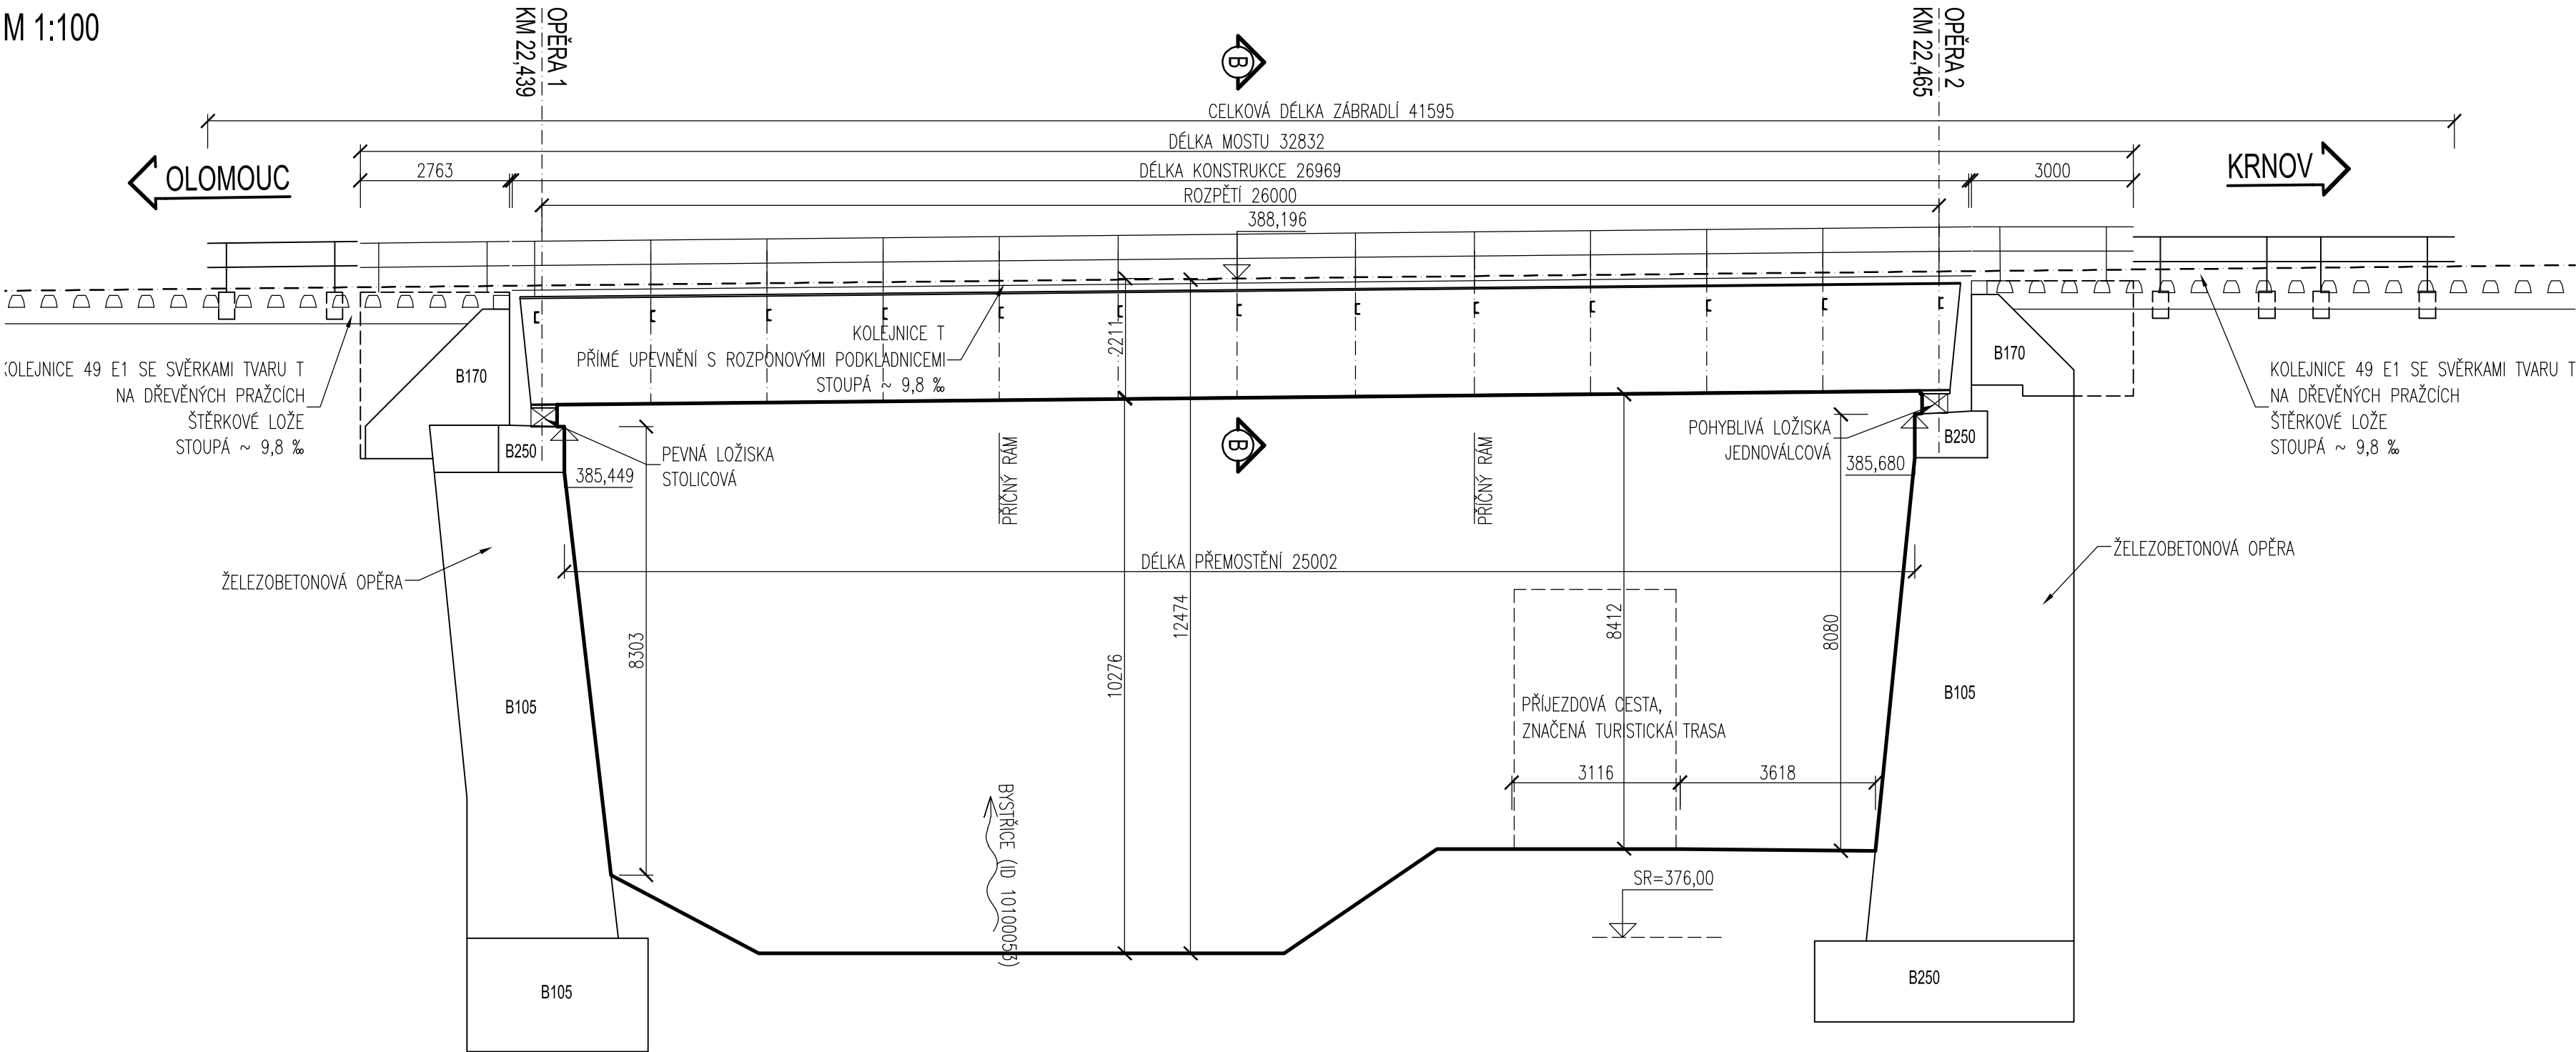 M 1:100
OPĚRA 1
KM 22,439
OPĚRA 2
KM 22,465
B
CELKOVÁ DÉLKA ZÁBRADLÍ 41595
DÉLKA MOSTU 32832
OLOMOUC
2763
DÉLKA KONSTRUKCE 26969
3000
KRNOV
ROZPĚTÍ 26000
388,196
KOLEJNICE T
PŘÍMÉ UPEVNĚNÍ S ROZPONOVÝMI PODKLADNICEMI
STOUPÁ ~ 9,8 ‰
2211
KOLEJNICE 49 E1 SE SVĚRKAMI TVARU T
NA DŘEVĚNÝCH PRAŽCÍCH
ŠTĚRKOVÉ LOŽE
STOUPÁ ~ 9,8 ‰
B170
B170
KOLEJNICE 49 E1 SE SVĚRKAMI TVARU T
NA DŘEVĚNÝCH PRAŽCÍCH
ŠTĚRKOVÉ LOŽE
STOUPÁ ~ 9,8 ‰
B250
PEVNÁ LOŽISKA
STOLICOVÁ
385,449
PŘÍČNÝ RÁM
B
PŘÍČNÝ RÁM
POHYBLIVÁ LOŽISKA
JEDNOVÁLCOVÁ
385,680
B250
ŽELEZOBETONOVÁ OPĚRA
DÉLKA PŘEMOSTĚNÍ 25002
ŽELEZOBETONOVÁ OPĚRA
8303
10276
12474
8412
8080
B105
PŘÍJEZDOVÁ CESTA,
ZNAČENÁ TURISTICKÁ TRASA
B105
3116
3618
BYSTŘICE (ID 10100053)
SR=376,00
B105
B250